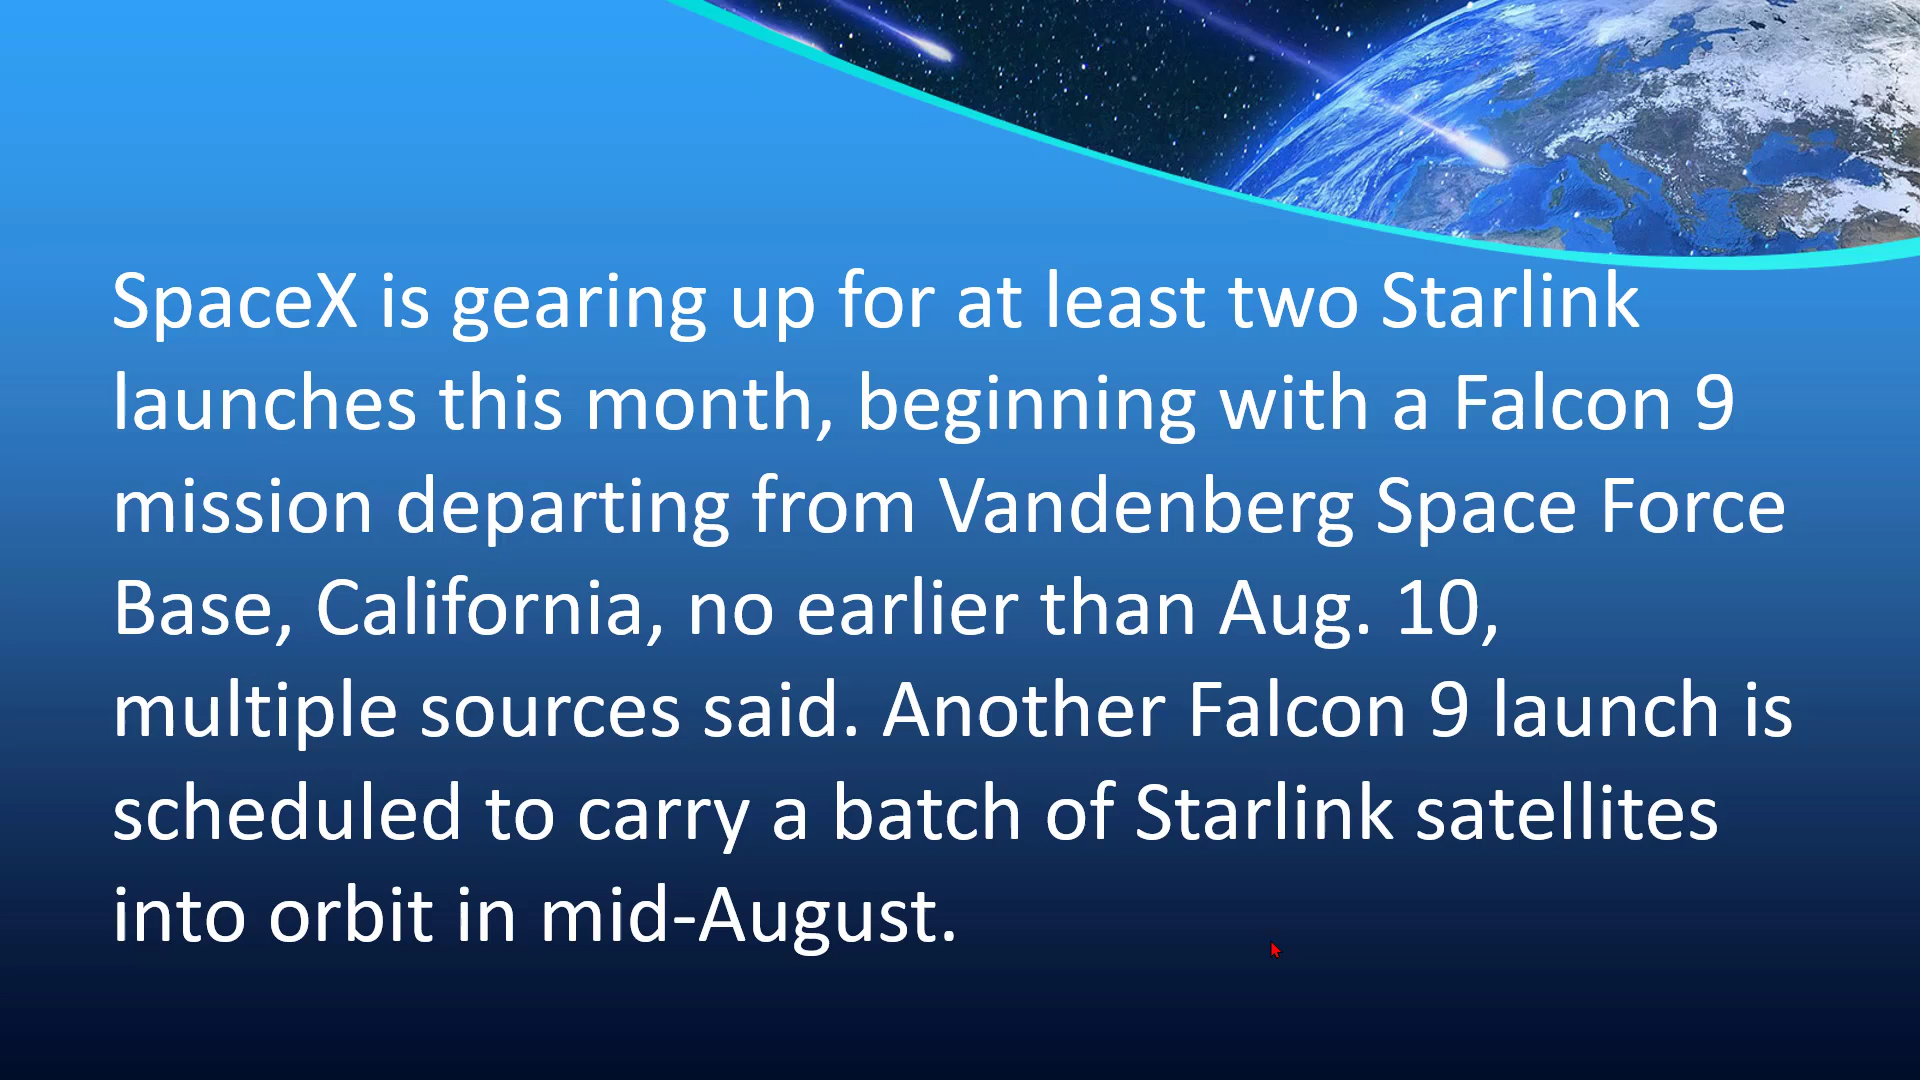 SpaceX is gearing up for at least two Starlink
launches this month, beginning with a Falcon 9
mission departing from Vandenberg Space Force
Base, California, no earlier than Aug. 10,
multiple sources said. Another Falcon 9 launch is
scheduled to carry a batch of Starlink satellites
into orbit in mid-August.